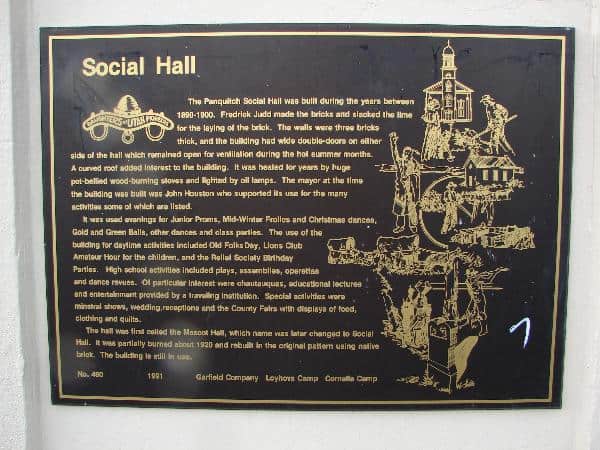 Social Hall
DAUGHTERS OF UTAH PIONEERS
The Panguitch Social Hall was built during the years between
1890-1900. Fredrick Judd made the bricks and slacked the lime
for the laying of the brick. The walls were three bricks
thick, and the building had wide double-doors on either
side of the hall which remained open for ventilation during the hot summer months.
A curved roof added interest to the building. It was heated for years by huge
pot-bellied wood-burning stoves and lighted by oil lamps. The mayor at the time
the building was built was John Houston who supported its use for the many
activities some of which are listed.
It was used evenings for Junior Proms, Mid-Winter Frolics and Christmas dances,
Gold and Green Balls, other dances and class parties. The use of the
building for daytime activities included Old Folks Day, Lions Club
Amateur Hour for the children, and the Relief Society Birthday
Parties. High school activities included plays, assemblies, operettas
and dance revues. Of particular interest were chautauquas, educational lectures
and entertainment provided by a traveling institution. Special activities were
minstral shows, wedding receptions and the County Fairs with displays of food,
clothing and quilts.
The hall was first called the Mascot Hall, which name was later changed to Social
Hall. It was partially burned about 1920 and rebuilt in the original pattern using native
brick. The building is still in use.
No. 460 1991 Garfield Company Loyhova Camp Cornelia Camp